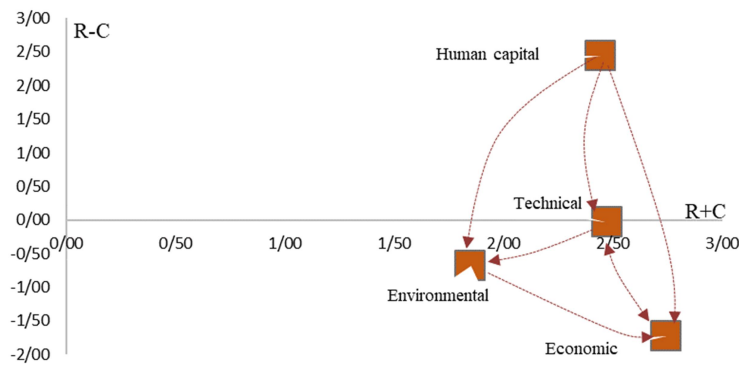 3/00
R-C
2/50
Human capital
2/00
1/50
1/00
0/50
Technical
0/00
R+C
0/00 0/50 1/00 1/50 2/00 2/50 3/00
-0/50
-1/00
Environmental
-1/50
Economic
-2/00